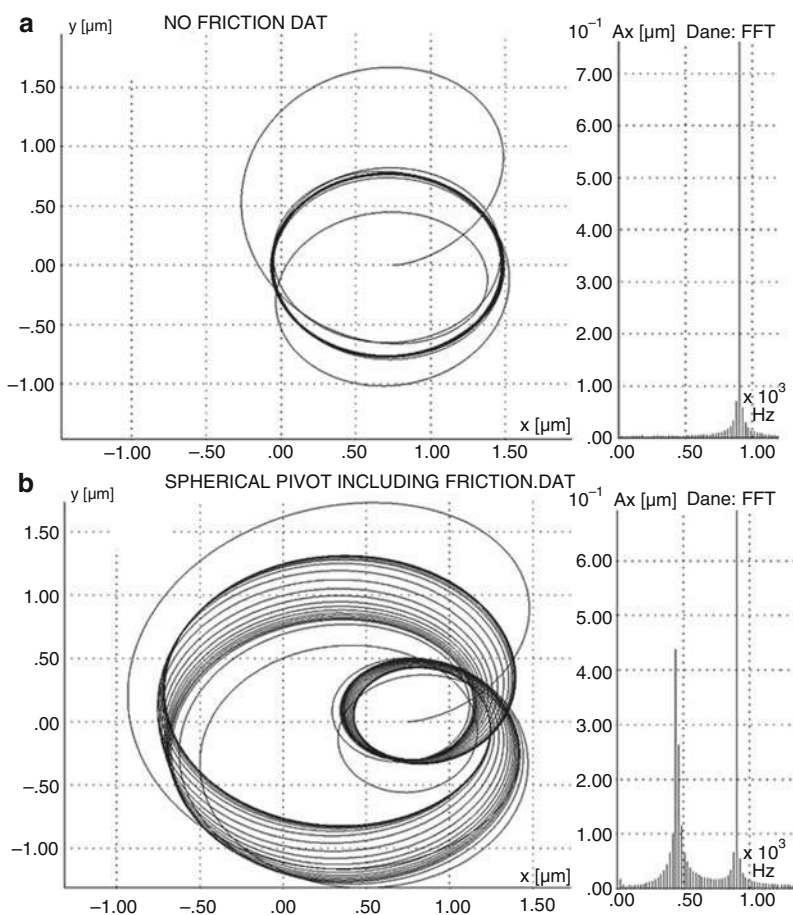 a
y [μm]
NO FRICTION DAT
1.50
1.00
.50
.00
−.50
−1.00
x [μm]
−1.00
−.50
.00
.50
1.00
1.50
10⁻¹
Ax [μm]
Dane: FFT
7.00
6.00
5.00
4.00
3.00
2.00
1.00
.00
x 10³
Hz
.00
.50
1.00
b
y [μm]
SPHERICAL PIVOT INCLUDING FRICTION.DAT
1.50
1.00
.50
.00
−.50
−1.00
x [μm]
−1.00
−.50
.00
.50
1.00
1.50
10⁻¹
Ax [μm]
Dane: FFT
6.00
5.00
4.00
3.00
2.00
1.00
.00
x 10³
Hz
.00
.50
1.00